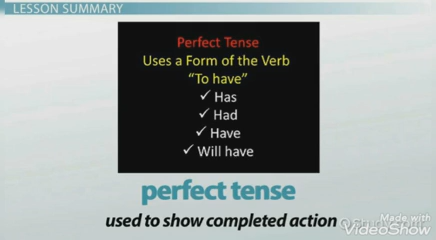 LESSON SUMMARY
Perfect Tense
Uses a Form of the Verb
"To have"
✓ Has
✓ Had
✓ Have
✓ Will have
perfect tense
used to show completed action
Made with
VideoShow